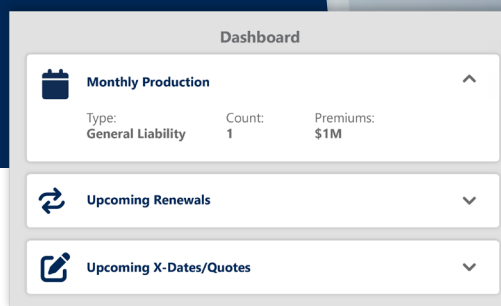 Dashboard
Monthly Production
Type: Count: Premiums:
General Liability 1 $1M
Upcoming Renewals
Upcoming X-Dates/Quotes